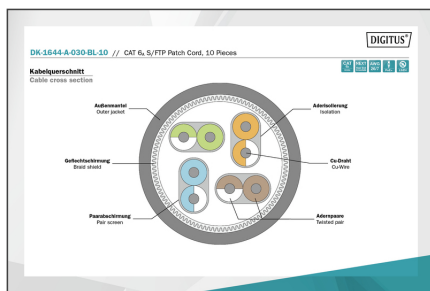 DIGITUS®
DK-1644-A-030-BL-10 // CAT 6A S/FTP Patch Cord, 10 Pieces
Kabelquerschnitt
Cable cross section
Außenmantel
Outer jacket
Aderisolierung
Isolation
Geflechtschirmung
Braid shield
Cu-Draht
Cu-Wire
Paarabschirmung
Pair screen
Adernpaare
Twisted pair